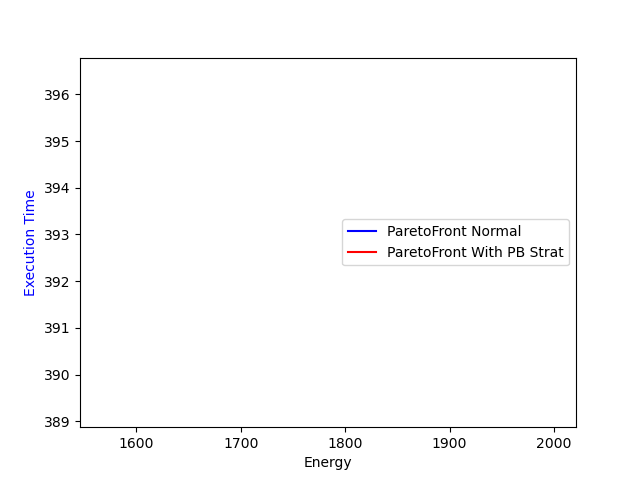 396
395
394
393
392
391
390
389
Execution Time
ParetoFront Normal
ParetoFront With PB Strat
1600 1700 1800 1900 2000
Energy